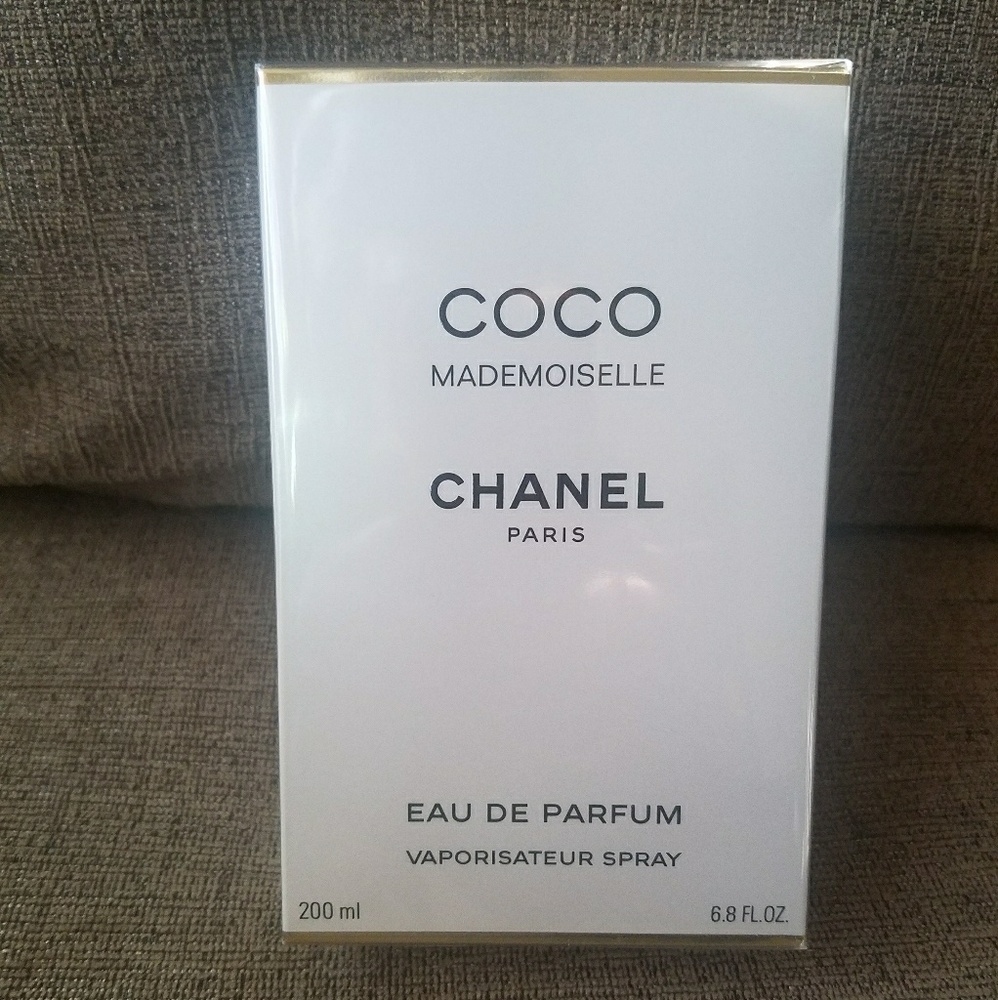 COCO
MADEMOISELLE
CHANEL
PARIS
EAU DE PARFUM
VAPORISATEUR SPRAY
200 ml 6.8 FL.OZ.